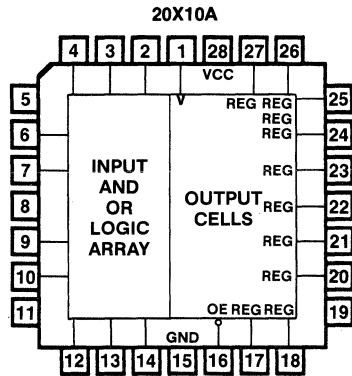 20X10A
4 3 2 1 28 27 26
VCC
5 V REG REG 25
REG
6 REG 24
7 INPUT REG 23
AND
8 OR OUTPUT REG 22
LOGIC CELLS
9 ARRAY REG 21
10 REG 20
11 OE REG REG 19
GND
12 13 14 15 16 17 18